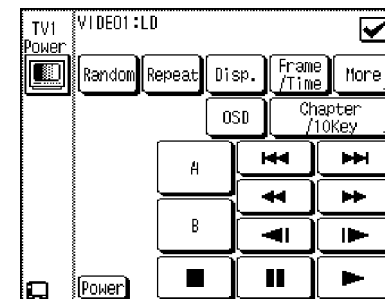 TV1
Power
VIDEO1:LD
Random
Repeat
Disp.
Frame
/Time
More
OSD
Chapter
/10Key
A
B
Power